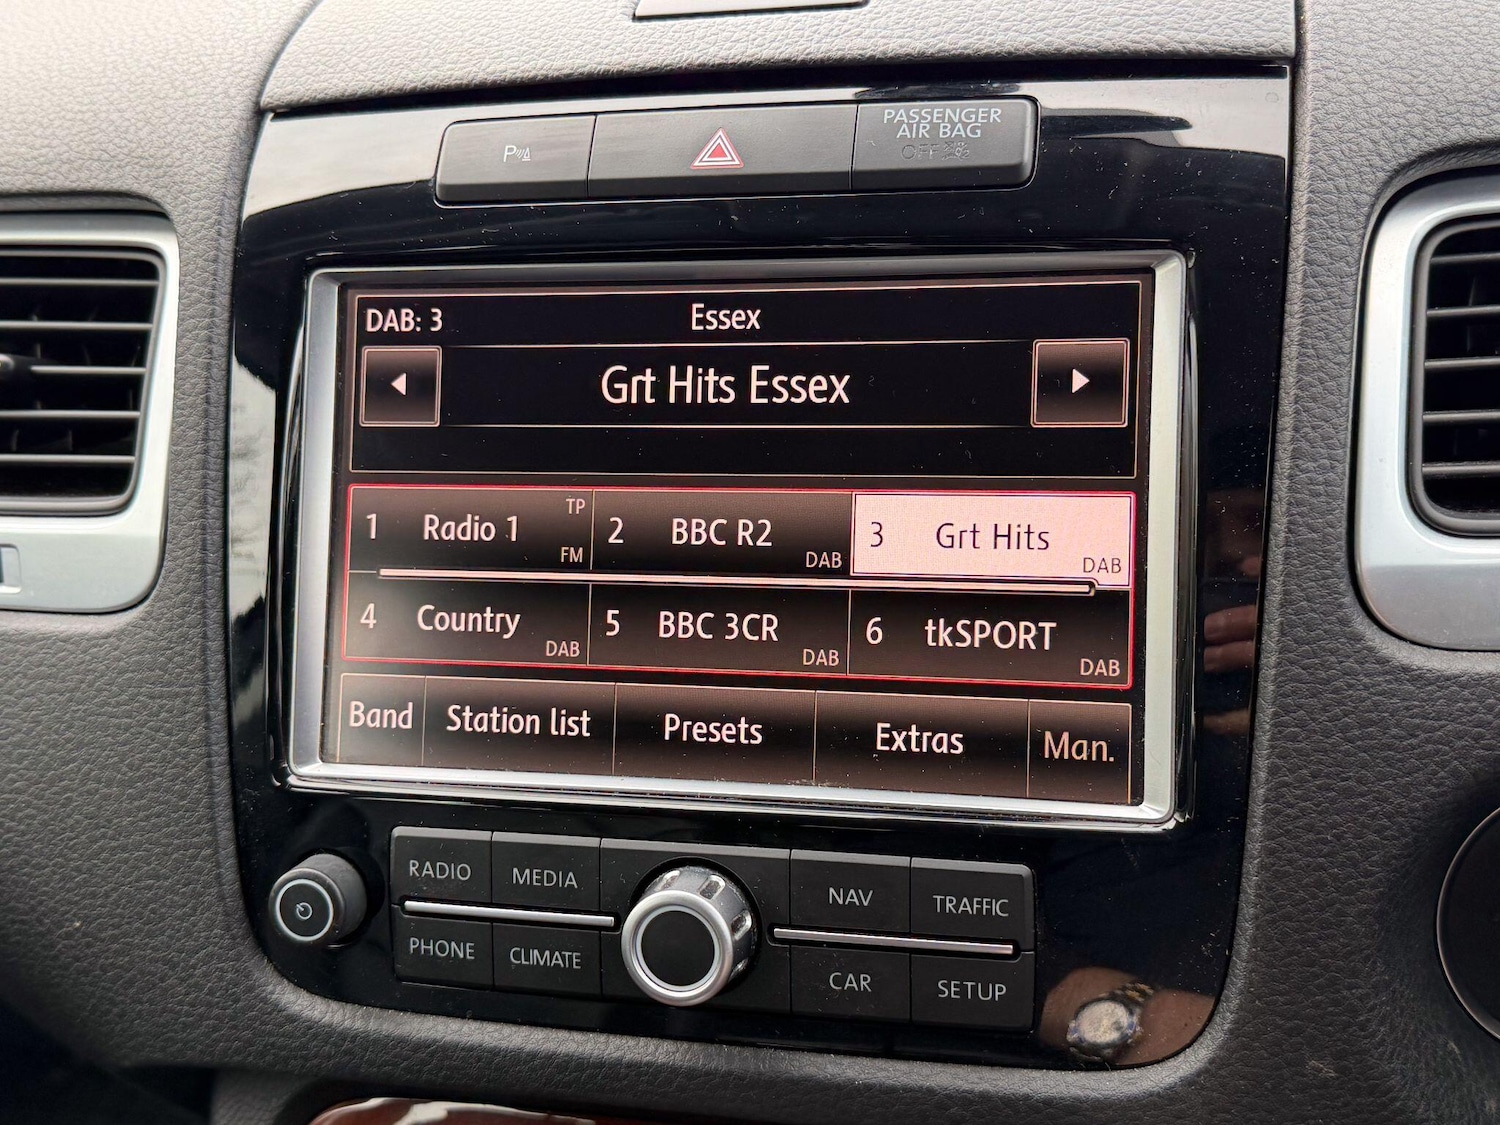 P
PASSENGER
AIR BAG
OFF
DAB: 3
Essex
Grt Hits Essex
1 Radio 1 TP FM
2 BBC R2 DAB
3 Grt Hits DAB
4 Country DAB
5 BBC 3CR DAB
6 tkSPORT DAB
Band Station list Presets Extras Man.
RADIO MEDIA NAV TRAFFIC
PHONE CLIMATE CAR SETUP